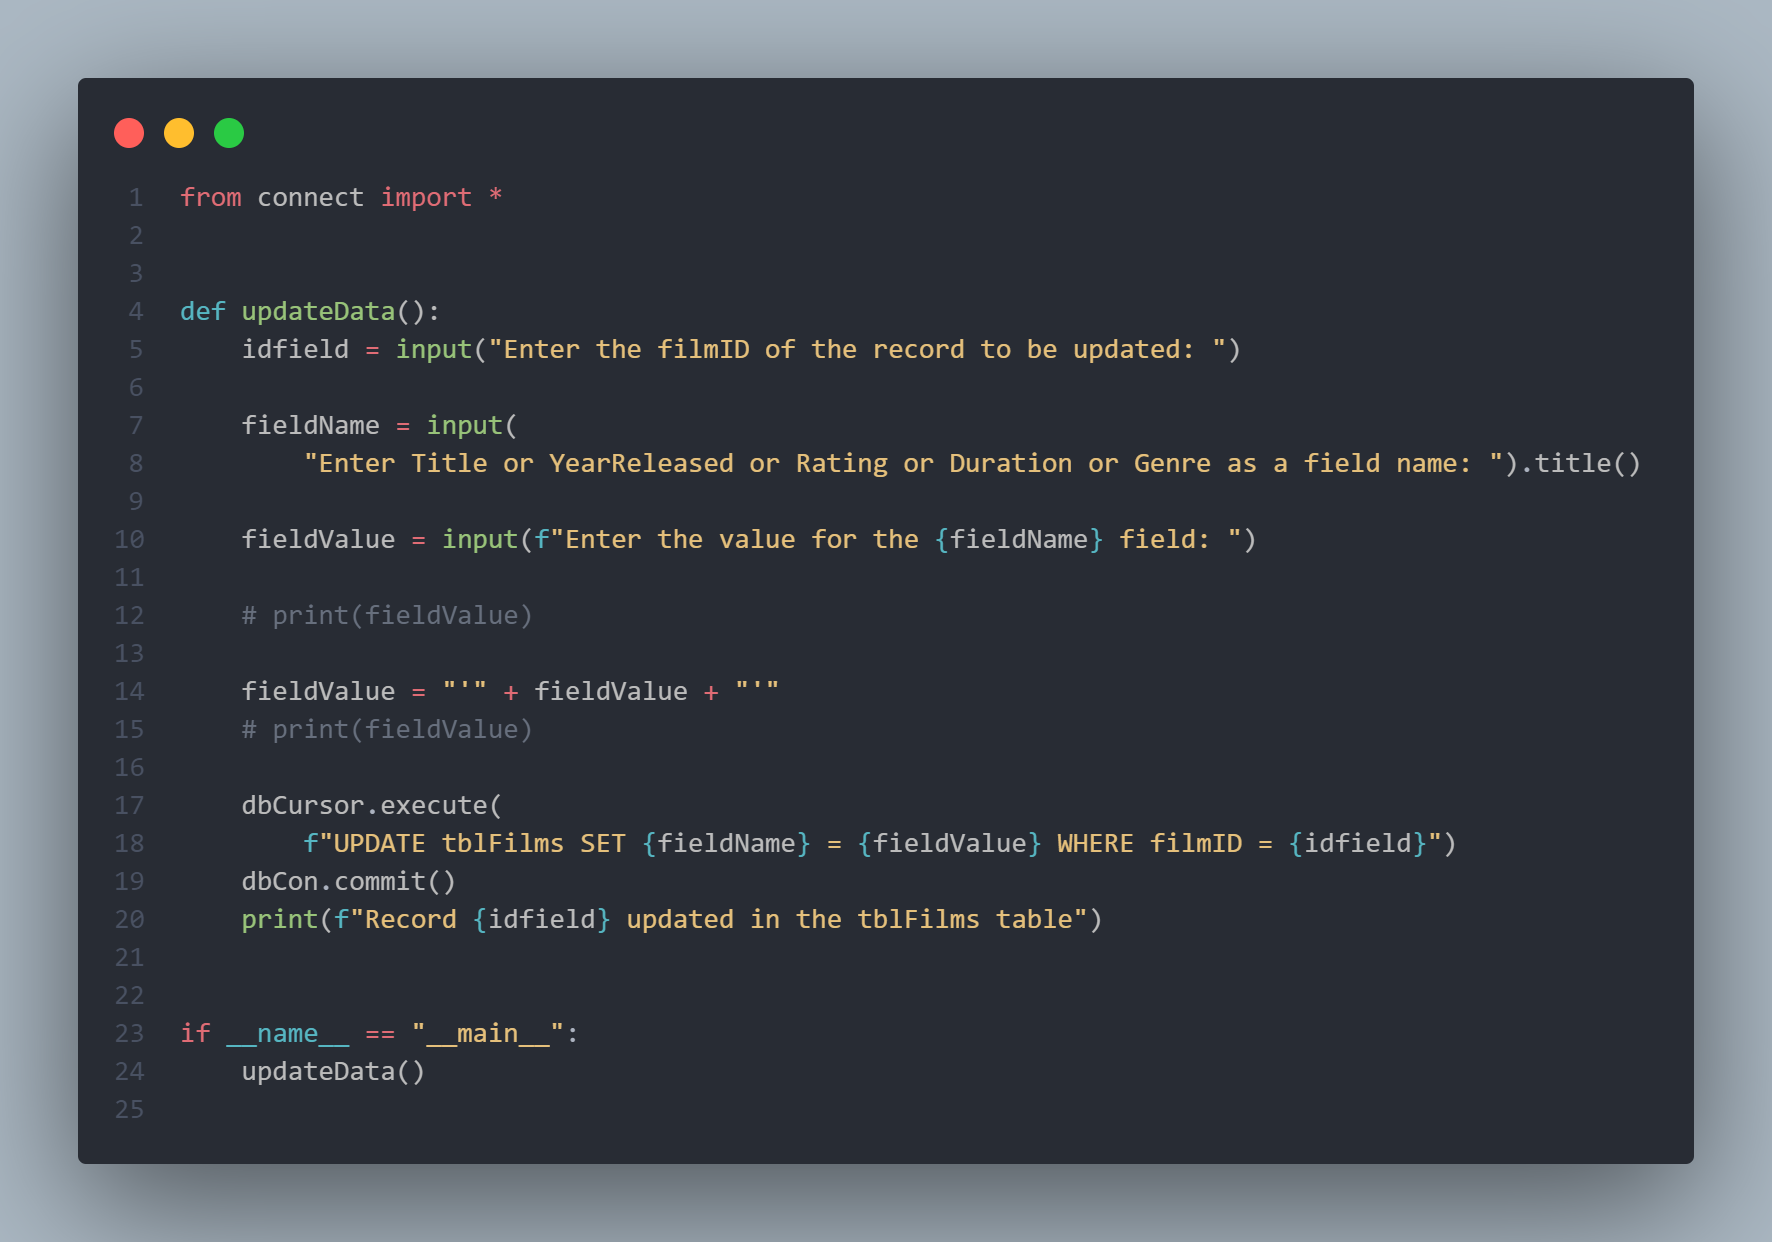 1 from connect import *
2
3
4 def updateData():
5     idfield = input("Enter the filmID of the record to be updated: ")
6
7     fieldName = input(
8         "Enter Title or YearReleased or Rating or Duration or Genre as a field name: ").title()
9
10     fieldValue = input(f"Enter the value for the {fieldName} field: ")
11
12     # print(fieldValue)
13
14     fieldValue = "'" + fieldValue + "'"
15     # print(fieldValue)
16
17     dbCursor.execute(
18         f"UPDATE tblFilms SET {fieldName} = {fieldValue} WHERE filmID = {idfield}")
19     dbCon.commit()
20     print(f"Record {idfield} updated in the tblFilms table")
21
22
23 if __name__ == "__main__":
24     updateData()
25